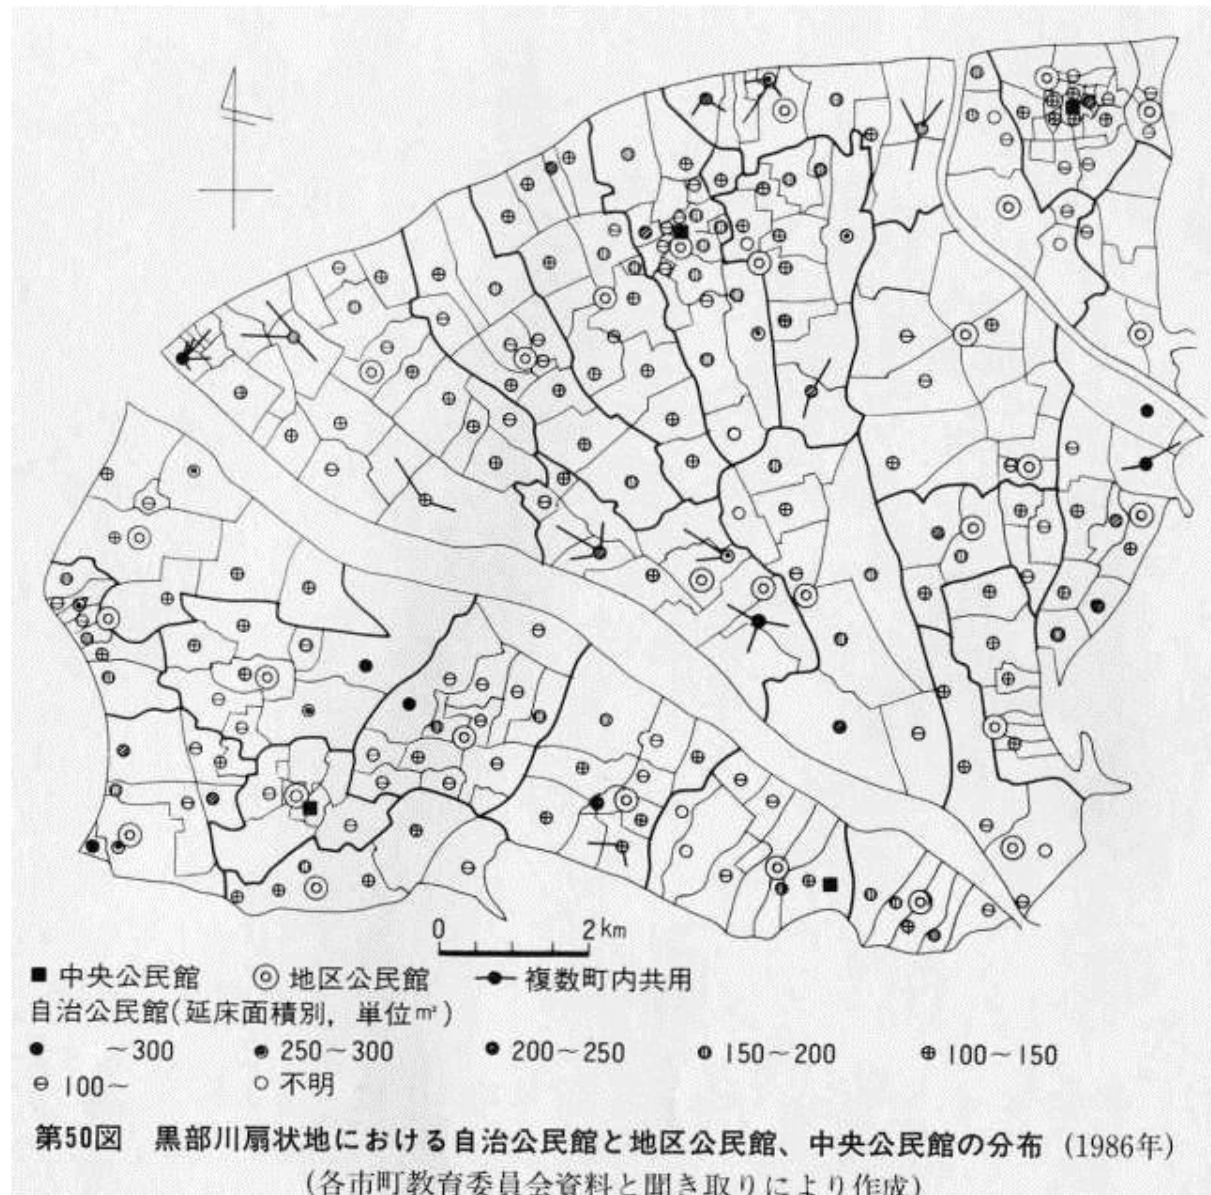 0 2km
■中央公民館 ◎地区公民館 複数町内共用
自治公民館(延床面積別，単位㎡)
～300 250～300 200～250 150～200 100～150
100～ 不明
第50図 黒部川扇状地における自治公民館と地区公民館、中央公民館の分布 (1986年)
(各市町教育委員会資料と聞き取りにより作成)